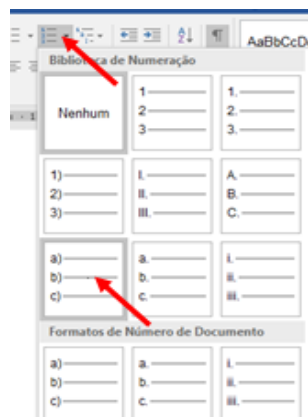 AaBbCcD
1
Biblioteca de Numeração
Nenhum
1
2
3
1.
2.
3.
1)
2)
3)
I.
II.
III.
A.
B.
C.
a)
b)
c)
a.
b.
c.
i.
ii.
iii.
Formatos de Número de Documento
a)
b)
c)
a.
b.
c.
i.
ii.
iii.